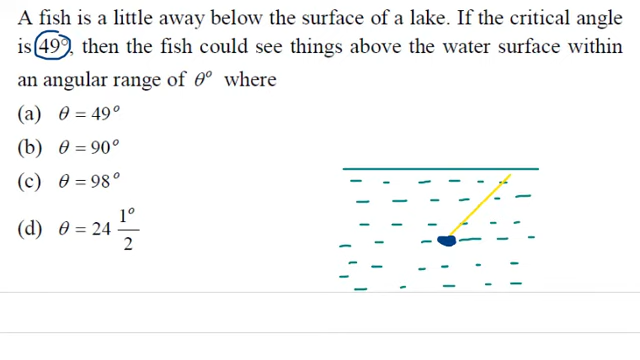 A fish is a little away below the surface of a lake. If the critical angle
is 49°, then the fish could see things above the water surface within
an angular range of θ° where
(a) θ = 49°
(b) θ = 90°
(c) θ = 98°
(d) θ = 24 1°/2